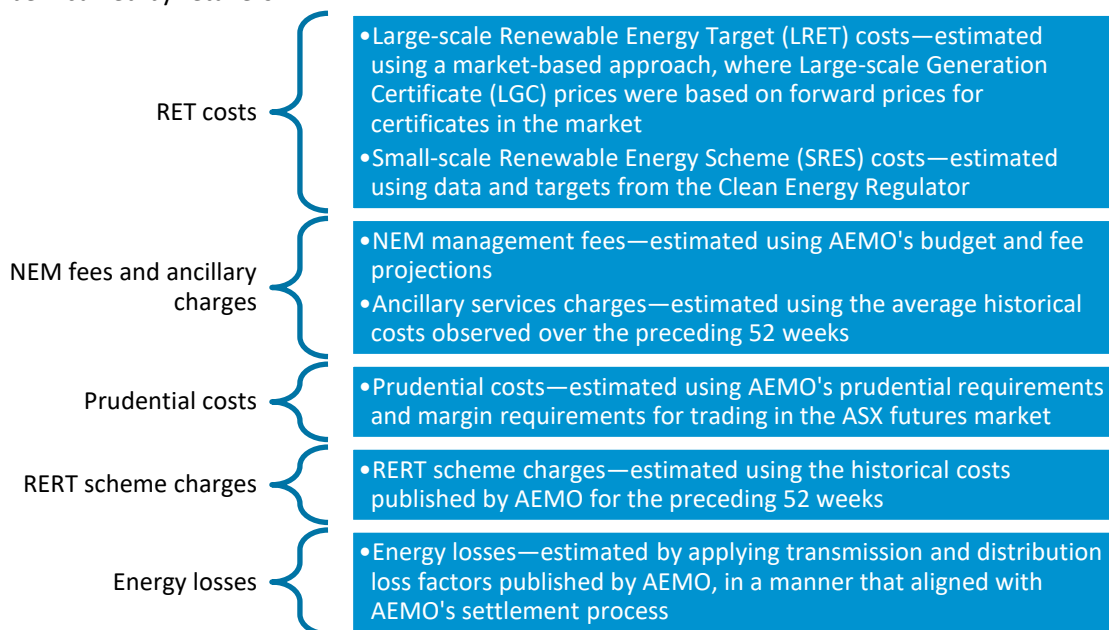 RET costs
•Large-scale Renewable Energy Target (LRET) costs—estimated
using a market-based approach, where Large-scale Generation
Certificate (LGC) prices were based on forward prices for
certificates in the market
•Small-scale Renewable Energy Scheme (SRES) costs—estimated
using data and targets from the Clean Energy Regulator
NEM fees and ancillary
charges
•NEM management fees—estimated using AEMO's budget and fee
projections
•Ancillary services charges—estimated using the average historical
costs observed over the preceding 52 weeks
Prudential costs
•Prudential costs—estimated using AEMO's prudential requirements
and margin requirements for trading in the ASX futures market
RERT scheme charges
•RERT scheme charges—estimated using the historical costs
published by AEMO for the preceding 52 weeks
Energy losses
•Energy losses—estimated by applying transmission and distribution
loss factors published by AEMO, in a manner that aligned with
AEMO's settlement process